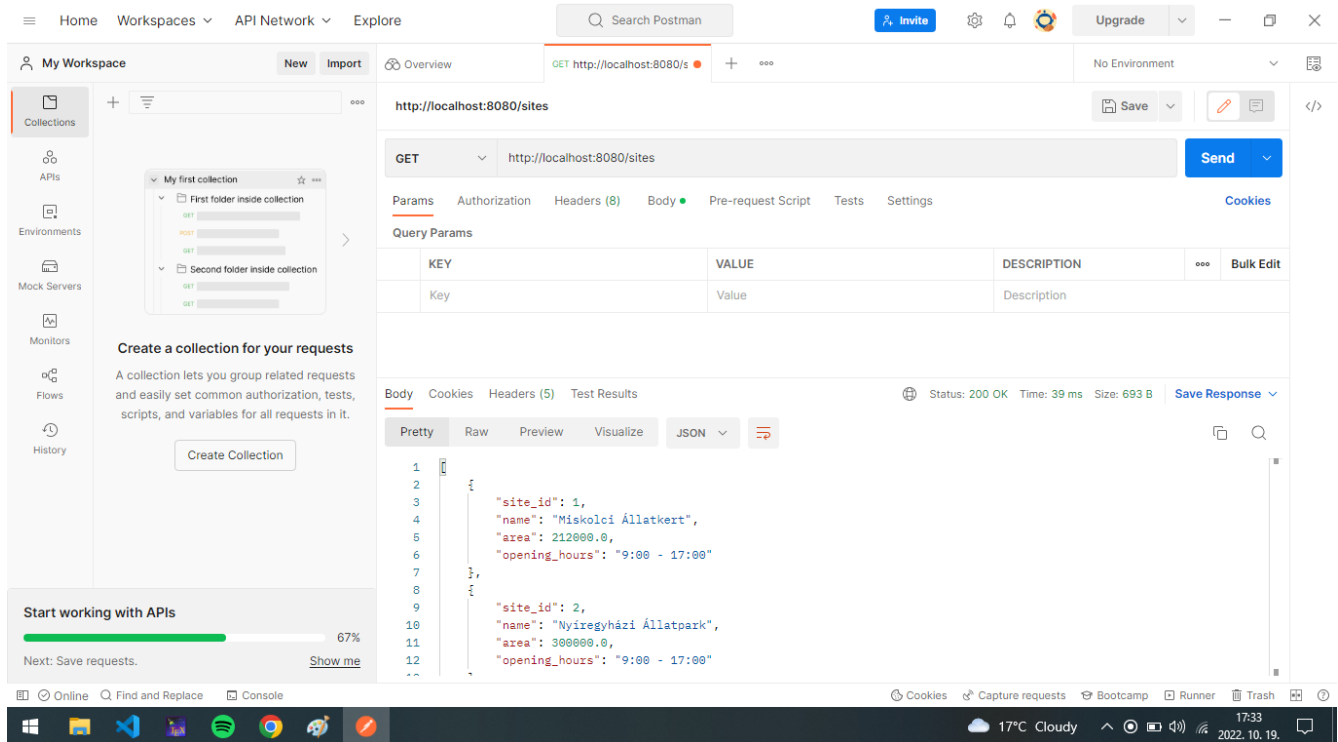 Home Workspaces API Network Explore Search Postman Invite Upgrade
My Workspace New Import Overview GET http://localhost:8080/s No Environment
Collections
APIs
Environments
Mock Servers
Monitors
Flows
History
My first collection
First folder inside collection
GET
POST
GET
Second folder inside collection
GET
GET
Create a collection for your requests
A collection lets you group related requests
and easily set common authorization, tests,
scripts, and variables for all requests in it.
Create Collection
Start working with APIs
67%
Next: Save requests. Show me
http://localhost:8080/sites Save
GET http://localhost:8080/sites Send
Params Authorization Headers (8) Body Pre-request Script Tests Settings Cookies
Query Params
KEY VALUE DESCRIPTION Bulk Edit
Key Value Description
Body Cookies Headers (5) Test Results Status: 200 OK Time: 39 ms Size: 693 B Save Response
Pretty Raw Preview Visualize JSON
1 [
2 {
3 "site_id": 1,
4 "name": "Miskolci Állatkert",
5 "area": 212000.0,
6 "opening_hours": "9:00 - 17:00"
7 },
8 {
9 "site_id": 2,
10 "name": "Nyíregyházi Állatpark",
11 "area": 300000.0,
12 "opening_hours": "9:00 - 17:00"
Online Find and Replace Console Cookies Capture requests Bootcamp Runner Trash
17°C Cloudy 17:33
2022. 10. 19.